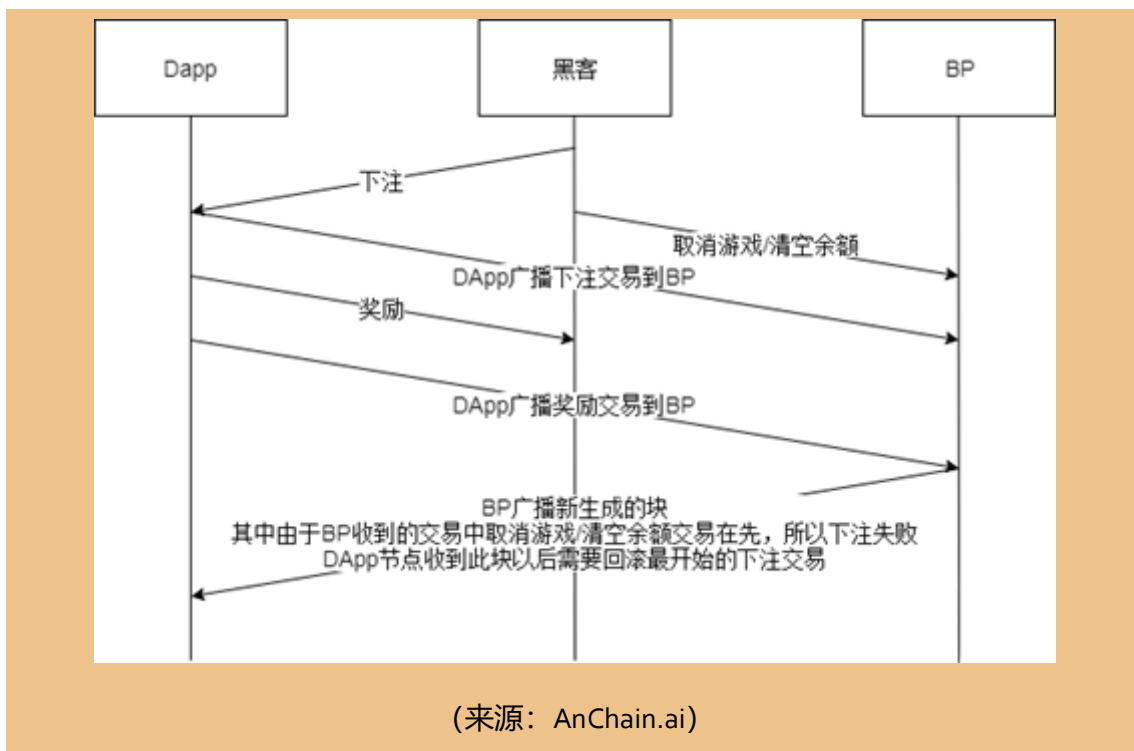 Dapp
黑客
BP
下注
取消游戏/清空余额
DApp广播下注交易到BP
奖励
DApp广播奖励交易到BP
BP广播新生成的块
其中由于BP收到的交易中取消游戏/清空余额交易在先，所以下注失败
DApp节点收到此块以后需要回滚最开始的下注交易
(来源：AnChain.ai)